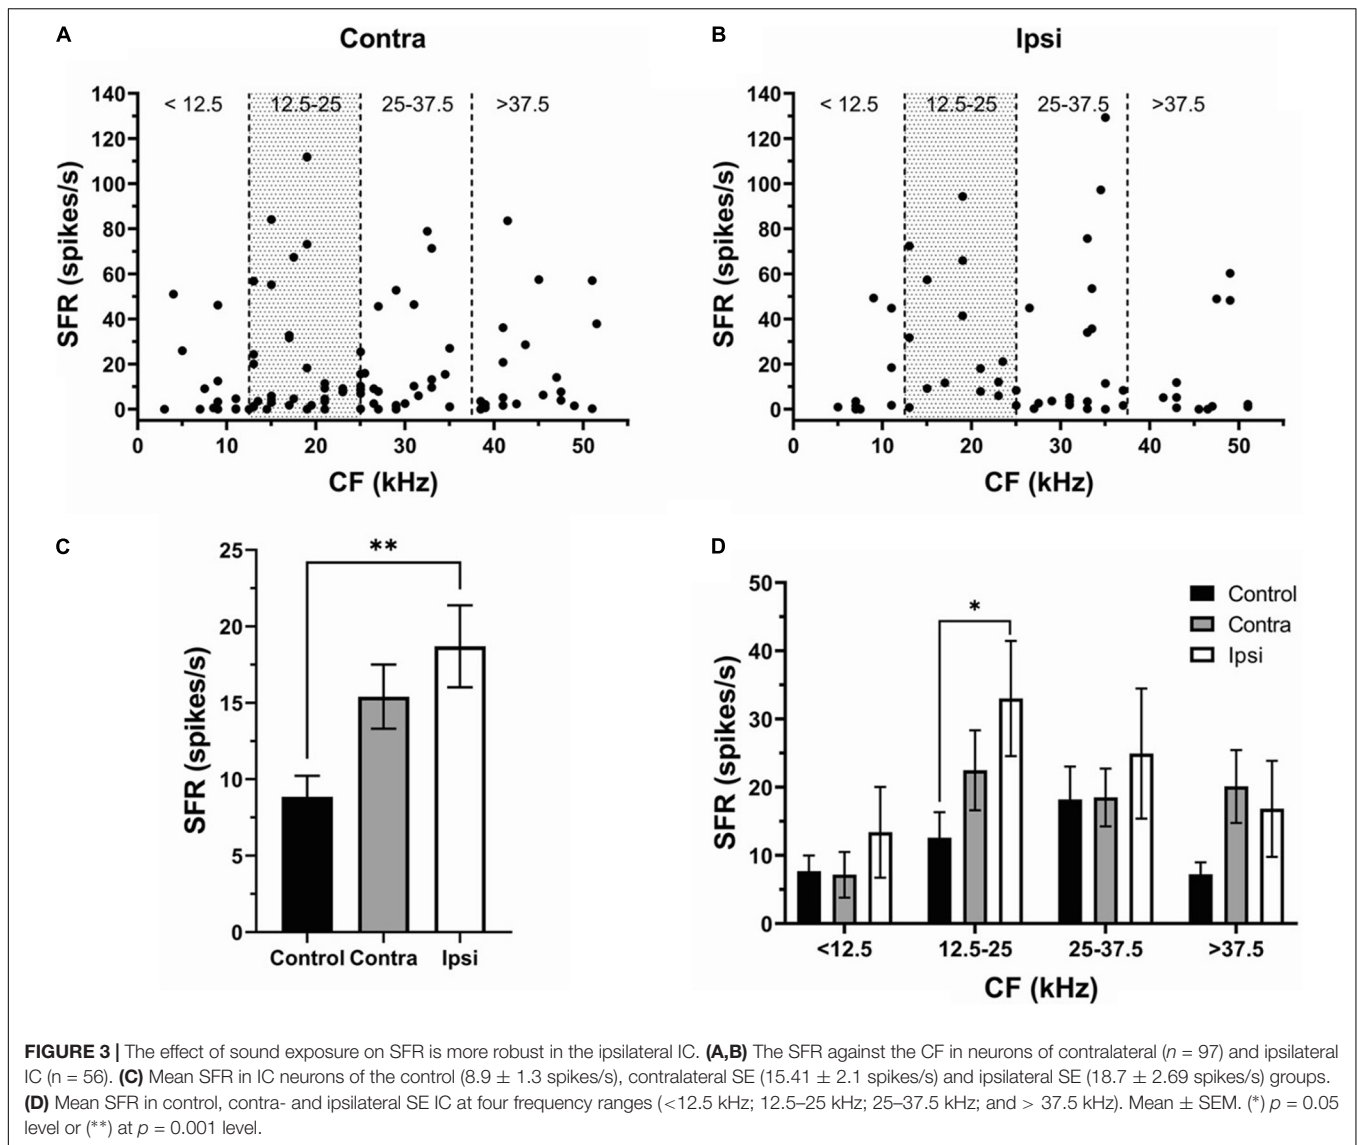 A
Contra
140
120
100
80
60
40
20
0
SFR (spikes/s)
< 12.5 12.5-25 25-37.5 >37.5
0 10 20 30 40 50
CF (kHz)
B
Ipsi
140
120
100
80
60
40
20
0
SFR (spikes/s)
< 12.5 12.5-25 25-37.5 >37.5
0 10 20 30 40 50
CF (kHz)
C
25
20
15
10
5
0
SFR (spikes/s)
**
Control Contra Ipsi
D
50
40
30
20
10
0
SFR (spikes/s)
*
Control
Contra
Ipsi
<12.5 12.5-25 25-37.5 >37.5
CF (kHz)
FIGURE 3 | The effect of sound exposure on SFR is more robust in the ipsilateral IC. (A,B) The SFR against the CF in neurons of contralateral (n = 97) and ipsilateral
IC (n = 56). (C) Mean SFR in IC neurons of the control (8.9 ± 1.3 spikes/s), contralateral SE (15.41 ± 2.1 spikes/s) and ipsilateral SE (18.7 ± 2.69 spikes/s) groups.
(D) Mean SFR in control, contra- and ipsilateral SE IC at four frequency ranges (<12.5 kHz; 12.5–25 kHz; 25–37.5 kHz; and > 37.5 kHz). Mean ± SEM. (*) p = 0.05
level or (**) at p = 0.001 level.